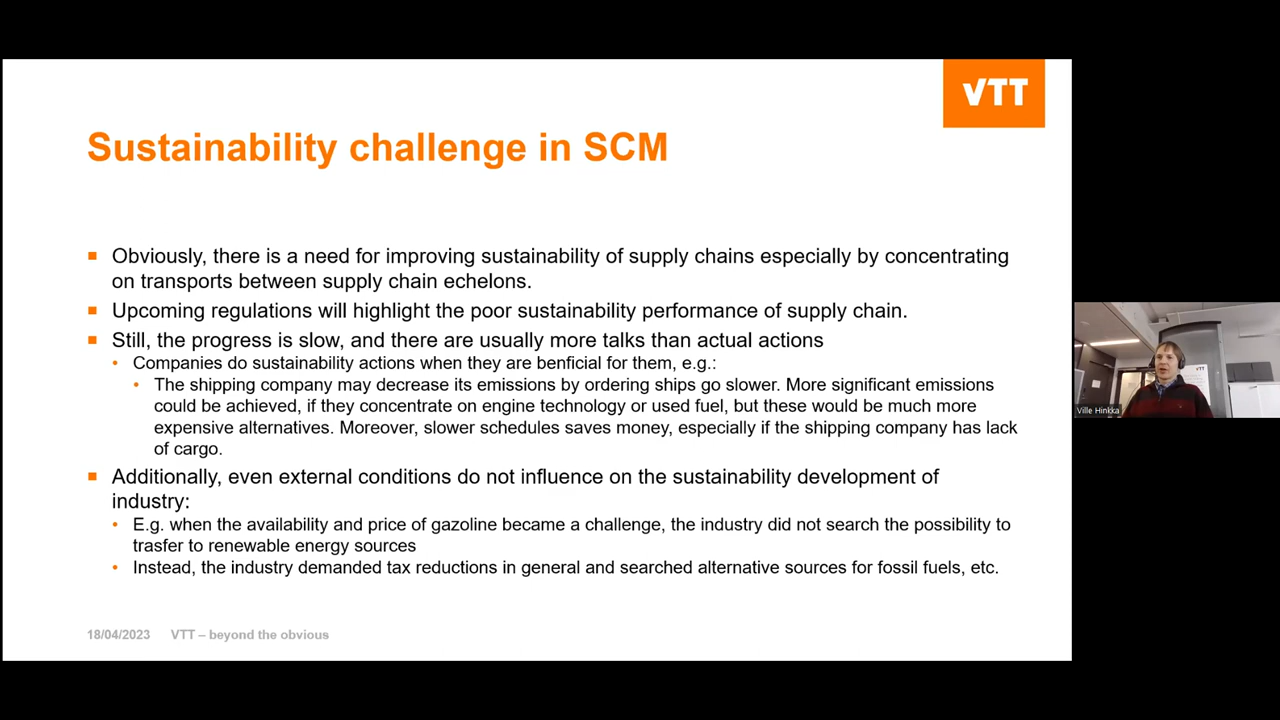 VTT
Sustainability challenge in SCM
Obviously, there is a need for improving sustainability of supply chains especially by concentrating
on transports between supply chain echelons.
Upcoming regulations will highlight the poor sustainability performance of supply chain.
Still, the progress is slow, and there are usually more talks than actual actions
Companies do sustainability actions when they are benficial for them, e.g.:
The shipping company may decrease its emissions by ordering ships go slower. More significant emissions
could be achieved, if they concentrate on engine technology or used fuel, but these would be much more
expensive alternatives. Moreover, slower schedules saves money, especially if the shipping company has lack
of cargo.
Additionally, even external conditions do not influence on the sustainability development of
industry:
E.g. when the availability and price of gazoline became a challenge, the industry did not search the possibility to
trasfer to renewable energy sources
Instead, the industry demanded tax reductions in general and searched alternative sources for fossil fuels, etc.
18/04/2023 VTT – beyond the obvious
VTT
Ville Hinkka